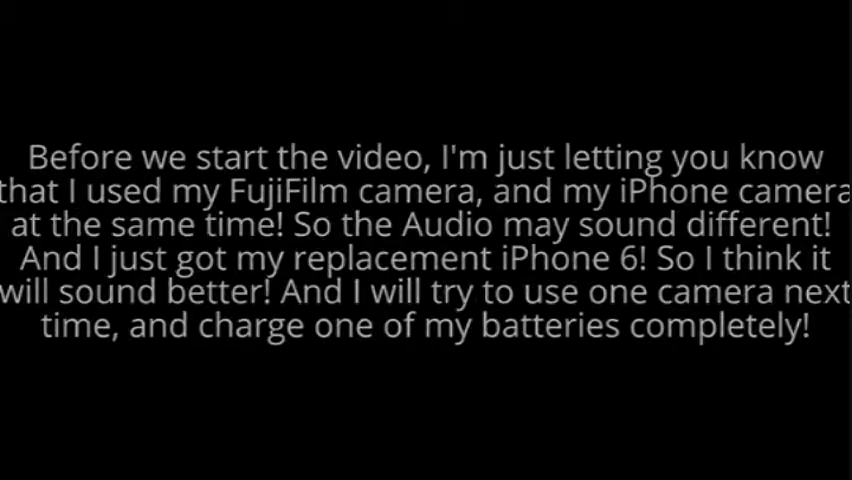 Before we start the video, I'm just letting you know
that I used my FujiFilm camera, and my iPhone camera
at the same time! So the Audio may sound different!
And I just got my replacement iPhone 6! So I think it
will sound better! And I will try to use one camera next
time, and charge one of my batteries completely!